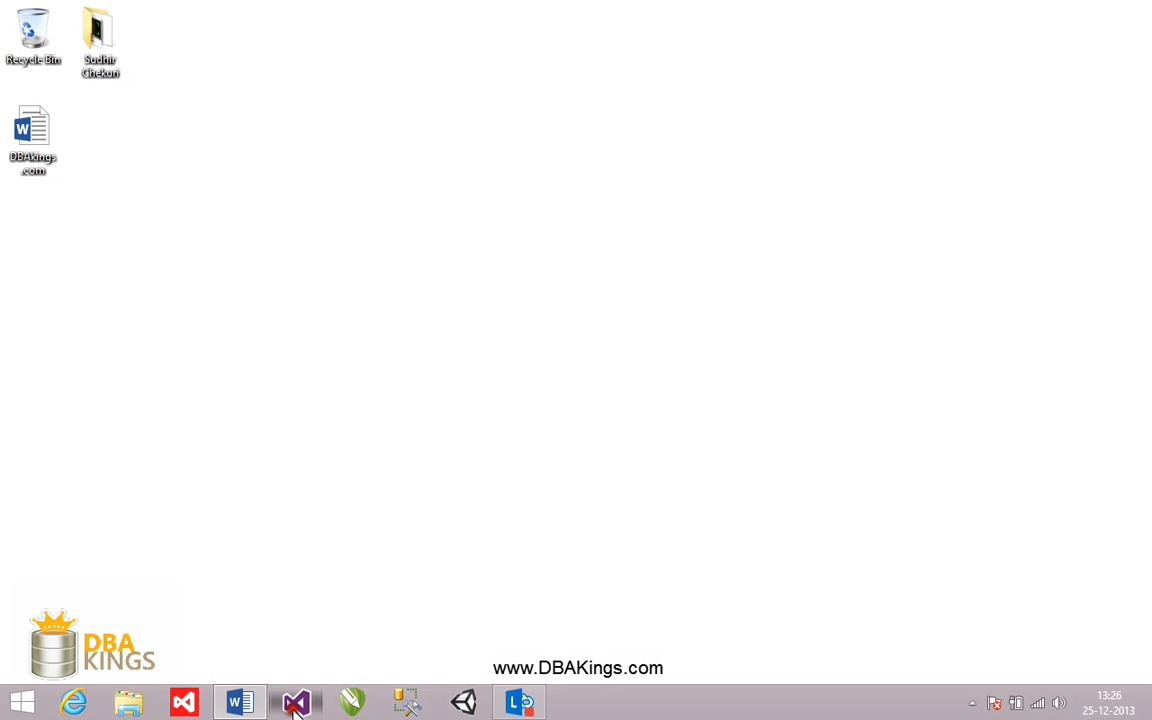 Recycle Bin
Sudhir
Chekuri
W
DBAkings
.com
DBA
KINGS
www.DBAKings.com
W
L
13:26
25-12-2013